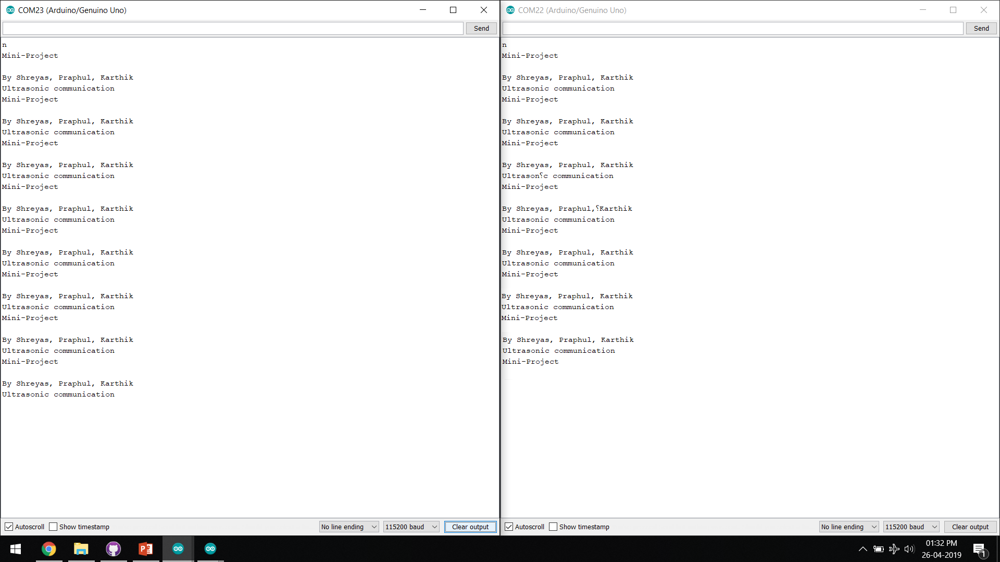 COM23 (Arduino/Genuino Uno)
Send
n
Mini-Project
By Shreyas, Praphul, Karthik
Ultrasonic communication
Mini-Project
By Shreyas, Praphul, Karthik
Ultrasonic communication
Mini-Project
By Shreyas, Praphul, Karthik
Ultrasonic communication
Mini-Project
By Shreyas, Praphul, Karthik
Ultrasonic communication
Mini-Project
By Shreyas, Praphul, Karthik
Ultrasonic communication
Mini-Project
By Shreyas, Praphul, Karthik
Ultrasonic communication
Mini-Project
By Shreyas, Praphul, Karthik
Ultrasonic communication
Mini-Project
By Shreyas, Praphul, Karthik
Ultrasonic communication
Autoscroll Show timestamp No line ending 115200 baud Clear output
COM22 (Arduino/Genuino Uno)
Send
n
Mini-Project
By Shreyas, Praphul, Karthik
Ultrasonic communication
Mini-Project
By Shreyas, Praphul, Karthik
Ultrasonic communication
Mini-Project
By Shreyas, Praphul, Karthik
Ultrason⸮c communication
Mini-Project
By Shreyas, Praphul,⸮Karthik
Ultrasonic communication
Mini-Project
By Shreyas, Praphul, Karthik
Ultrasonic communication
Mini-Project
By Shreyas, Praphul, Karthik
Ultrasonic communication
Mini-Project
By Shreyas, Praphul, Karthik
Ultrasonic communication
Mini-Project
Autoscroll Show timestamp No line ending 115200 baud Clear output
P
01:32 PM
26-04-2019
1